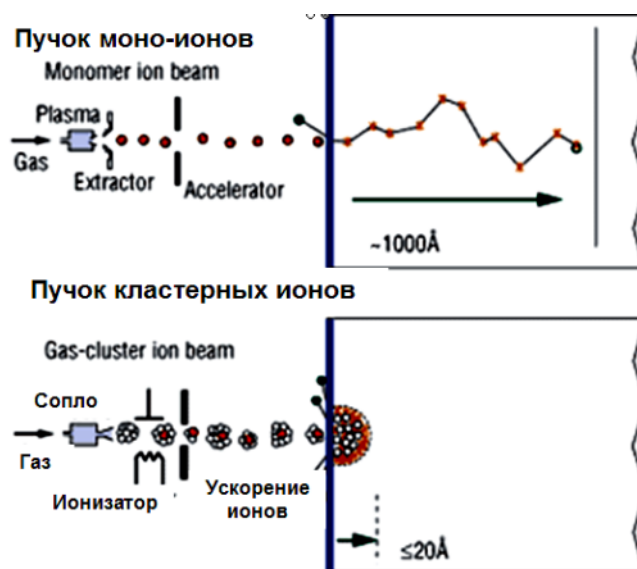 Пучок моно-ионов
Monomer ion beam
Plasma
Gas
Extractor
Accelerator
~1000Å
Пучок кластерных ионов
Gas-cluster ion beam
Сопло
Газ
Ионизатор
Ускорение
ионов
≤20Å